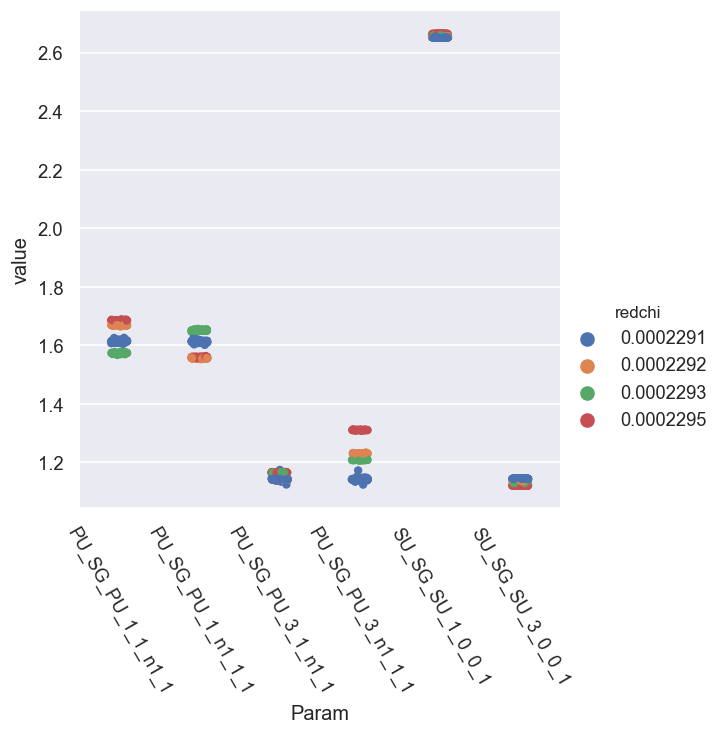 2.6
2.4
2.2
2.0
1.8
1.6
1.4
1.2
value
PU_SG_PU_1_1_n1_1
PU_SG_PU_1_n1_1_1
PU_SG_PU_3_1_n1_1
PU_SG_PU_3_n1_1_1
SU_SG_SU_1_0_0_1
SU_SG_SU_3_0_0_1
Param
redchi
0.0002291
0.0002292
0.0002293
0.0002295